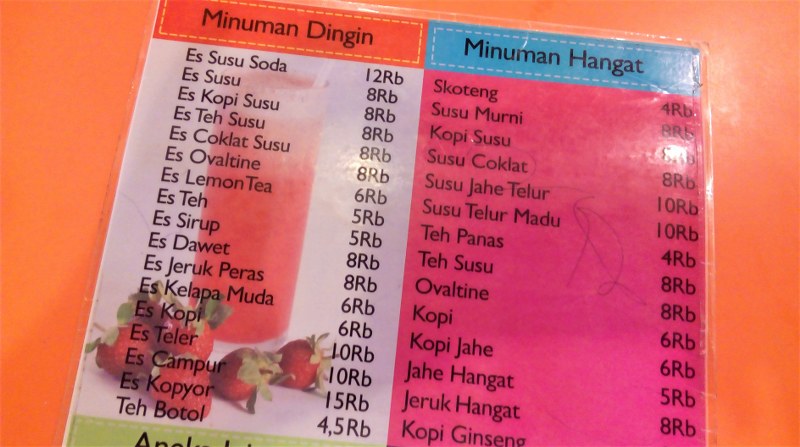 Minuman Dingin
Es Susu Soda 12Rb
Es Susu 8Rb
Es Kopi Susu 8Rb
Es Teh Susu 8Rb
Es Coklat Susu 8Rb
Es Ovaltine 8Rb
Es LemonTea 6Rb
Es Teh 5Rb
Es Sirup 5Rb
Es Dawet 8Rb
Es Jeruk Peras 8Rb
Es Kelapa Muda 6Rb
Es Kopi 6Rb
Es Teler 10Rb
Es Campur 10Rb
Es Kopyor 15Rb
Teh Botol 4,5Rb
Aneka
Minuman Hangat
Skoteng 4Rb
Susu Murni 8Rb
Kopi Susu 8Rb
Susu Coklat 8Rb
Susu Jahe Telur 10Rb
Susu Telur Madu 10Rb
Teh Panas 4Rb
Teh Susu 8Rb
Ovaltine 8Rb
Kopi 6Rb
Kopi Jahe 6Rb
Jahe Hangat 5Rb
Jeruk Hangat 8Rb
Kopi Ginseng